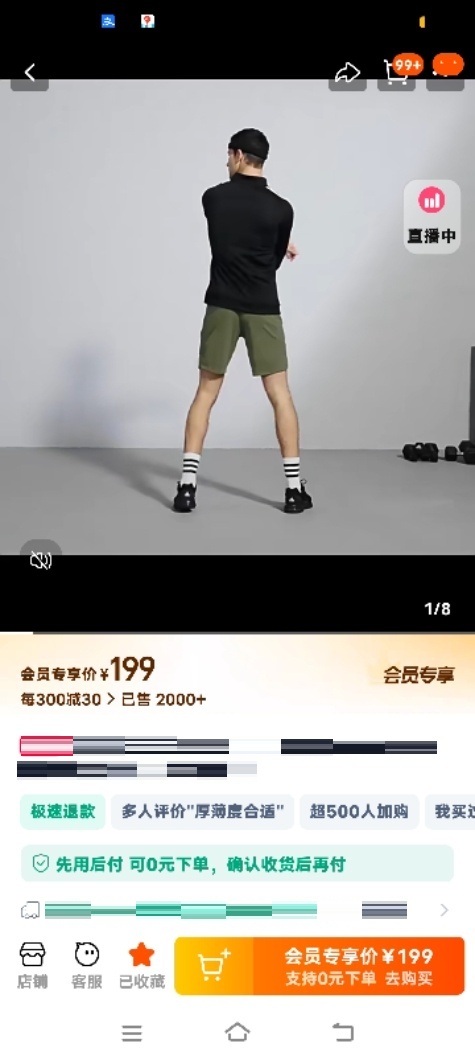 99+
直播中
1/8
会员专享价¥199
会员专享
每300减30 > 已售 2000+
极速退款
多人评价"厚薄度合适"
超500人加购
我买过
先用后付 可0元下单，确认收货后再付
店铺
客服
已收藏
会员专享价¥199
支持0元下单 去购买